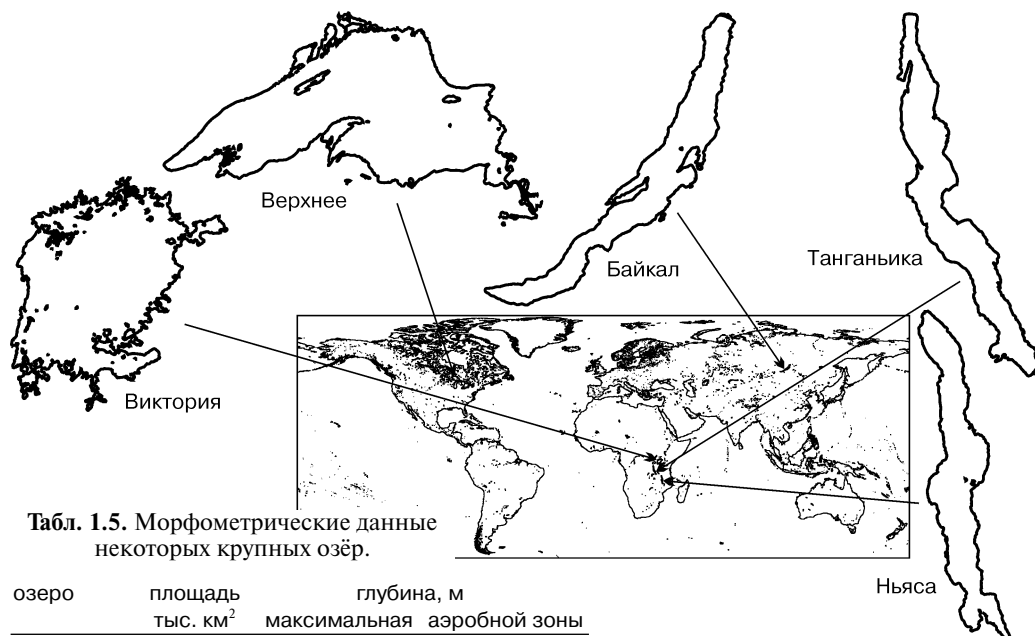 Верхнее
Байкал
Танганьика
Виктория
Ньяса
Табл. 1.5. Морфометрические данные
некоторых крупных озёр.
озеро площадь глубина, м
тыс. км² максимальная аэробной зоны